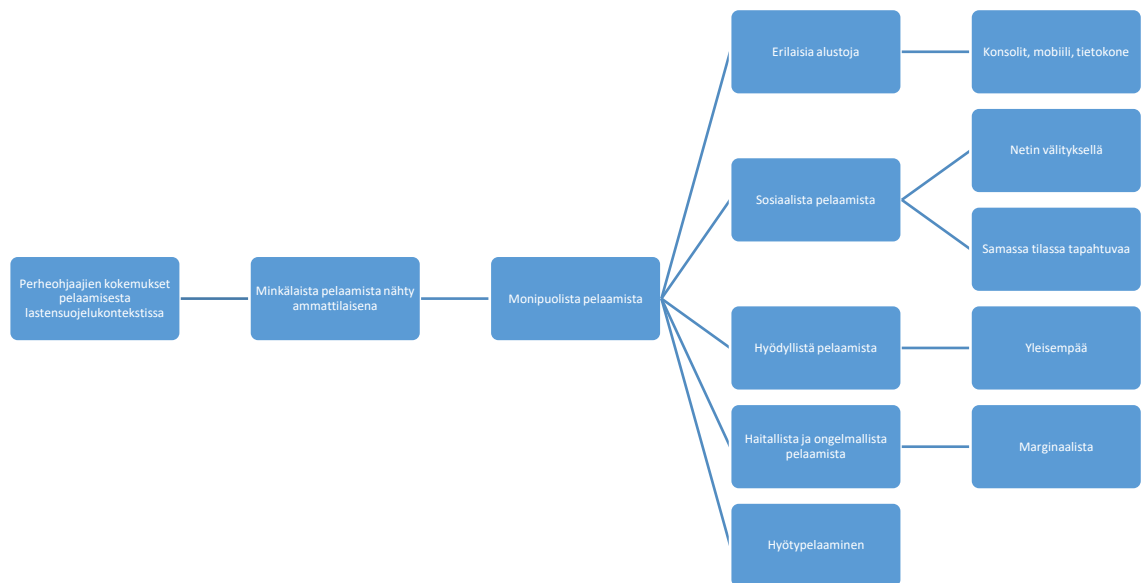 Perheohjaajien kokemukset
pelaamisesta
lastensuojelukontekstissa
Minkälaista pelaamista nähty
ammattilaisena
Monipuolista pelaamista
Erilaisia alustoja
Konsolit, mobiili, tietokone
Sosiaalista pelaamista
Netin välityksellä
Samassa tilassa tapahtuvaa
Hyödyllistä pelaamista
Yleisempää
Haitallista ja ongelmallista
pelaamista
Marginaalista
Hyötypelaaminen